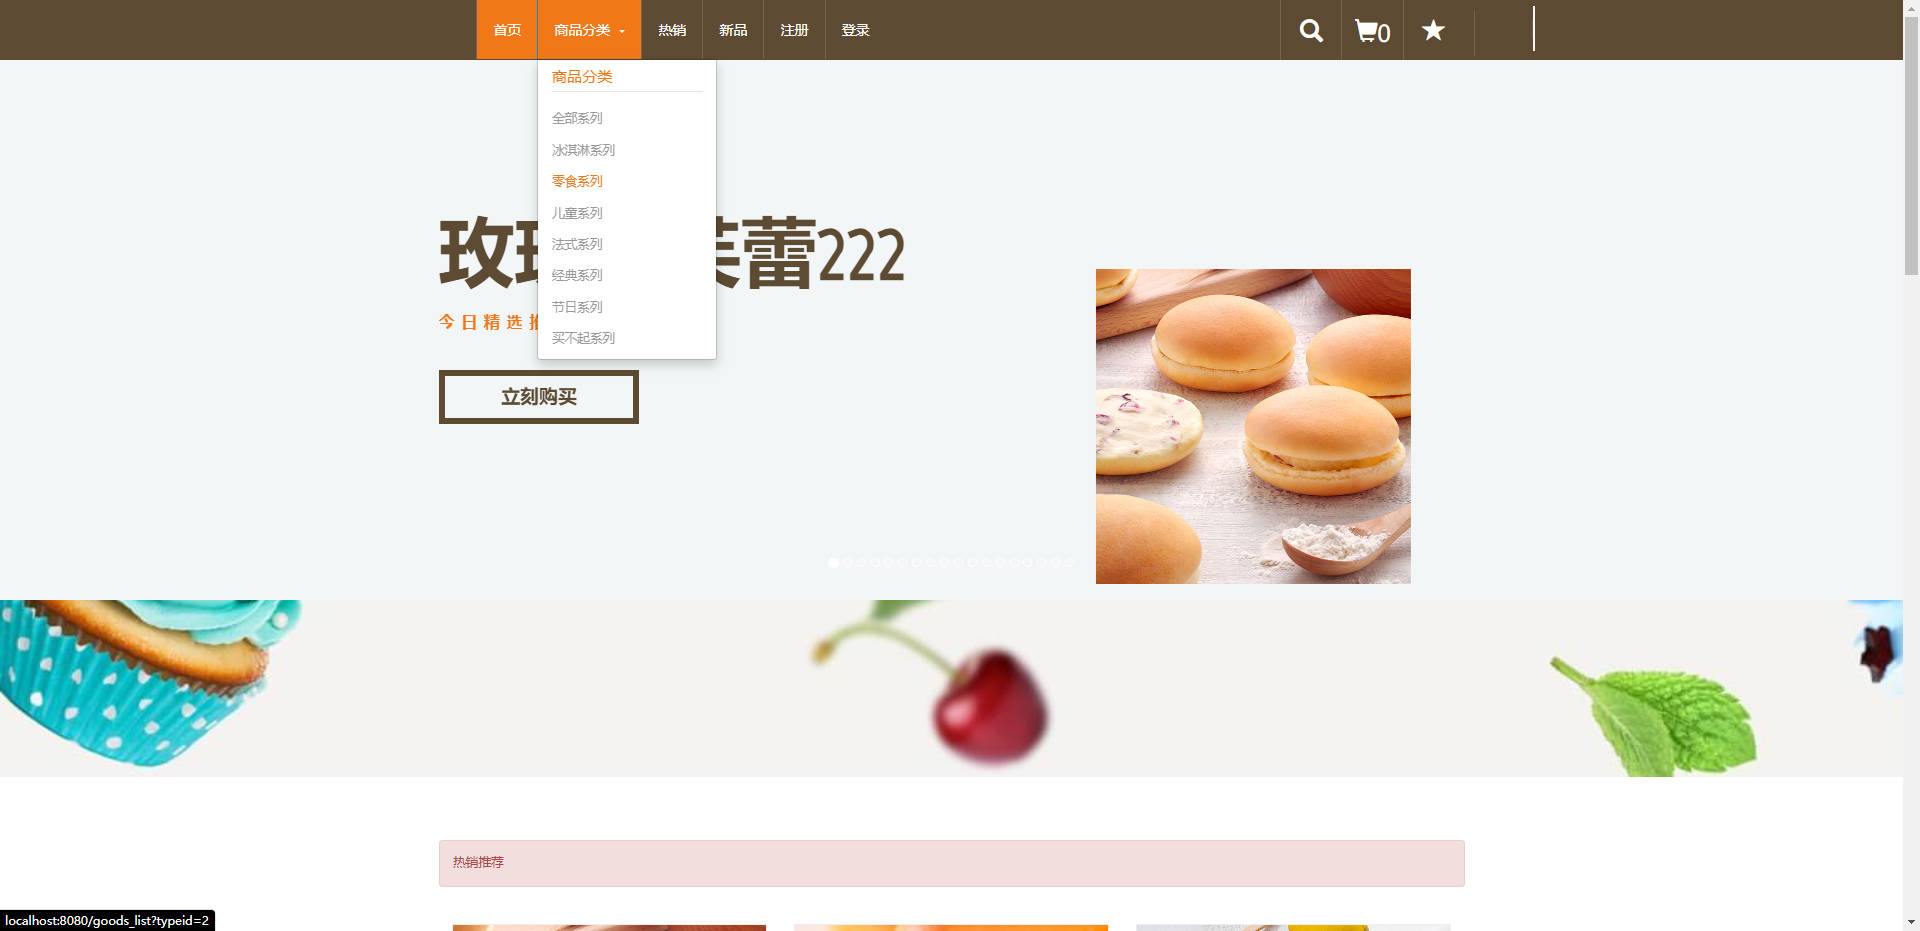 首页 商品分类 热销 新品 注册 登录 0
商品分类
全部系列
冰淇淋系列
零食系列
儿童系列
法式系列
经典系列
节日系列
买不起系列
玫 蕾222
今日精选
立刻购买
热销推荐
localhost:8080/goods_list?typeid=2